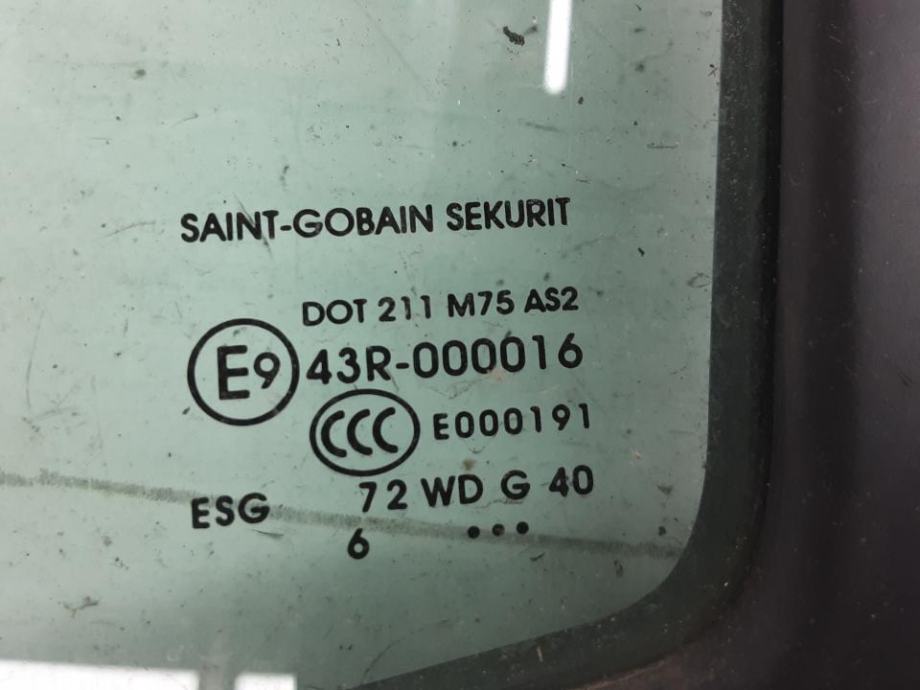 SAINT-GOBAIN SEKURIT
DOT 211 M75 AS2
E9 43R-000016
CCC E000191
72 WD G 40
ESG
6 •••